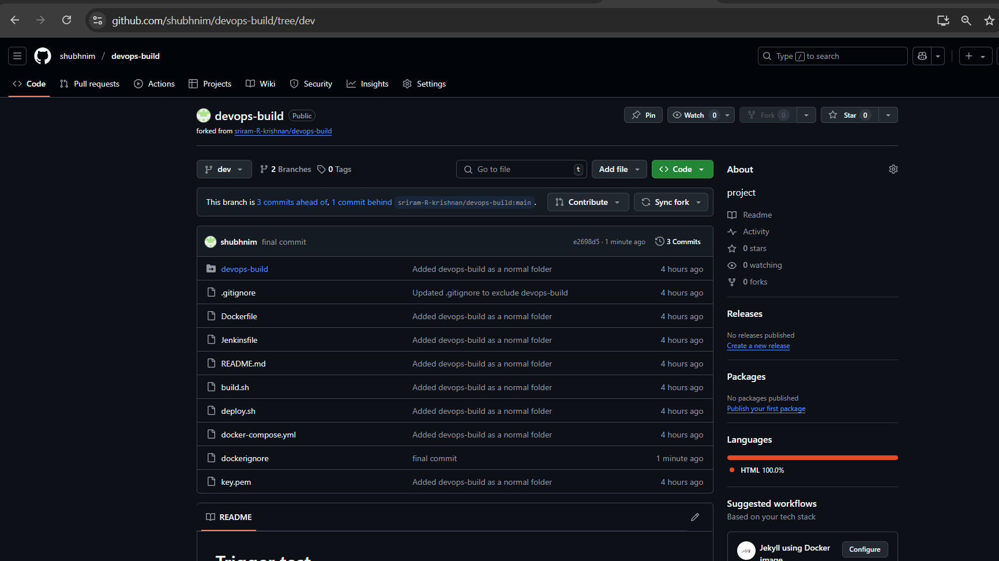 github.com/shubhnim/devops-build/tree/dev
shubhnim / devops-build
Type / to search
Code Pull requests Actions Projects Wiki Security Insights Settings
devops-build Public
Pin Watch 0 Fork 0 Star 0
forked from sriram-R-krishnan/devops-build
dev 2 Branches 0 Tags
Go to file t Add file Code
This branch is 3 commits ahead of, 1 commit behind sriram-R-krishnan/devops-build:main .
Contribute Sync fork
shubhnim final commit e2698d5 · 1 minute ago 3 Commits
devops-build Added devops-build as a normal folder 4 hours ago
.gitignore Updated .gitignore to exclude devops-build 4 hours ago
Dockerfile Added devops-build as a normal folder 4 hours ago
Jenkinsfile Added devops-build as a normal folder 4 hours ago
README.md Added devops-build as a normal folder 4 hours ago
build.sh Added devops-build as a normal folder 4 hours ago
deploy.sh Added devops-build as a normal folder 4 hours ago
docker-compose.yml Added devops-build as a normal folder 4 hours ago
dockerignore final commit 1 minute ago
key.pem Added devops-build as a normal folder 4 hours ago
README
Trigger test
About
project
Readme
Activity
0 stars
0 watching
0 forks
Releases
No releases published
Create a new release
Packages
No packages published
Publish your first package
Languages
HTML 100.0%
Suggested workflows
Based on your tech stack
Jekyll using Docker
image
Configure